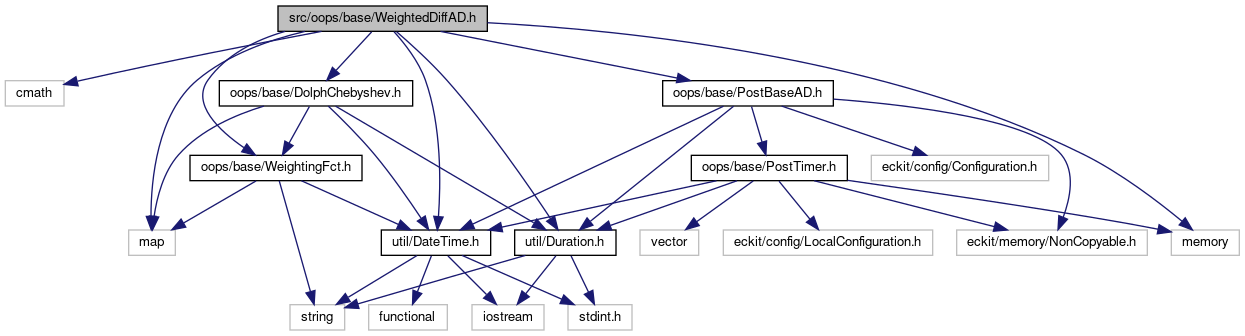 src/oops/base/WeightedDiffAD.h
cmath
oops/base/DolphChebyshev.h
oops/base/PostBaseAD.h
oops/base/WeightingFct.h
oops/base/PostTimer.h
eckit/config/Configuration.h
map
util/DateTime.h
util/Duration.h
vector
eckit/config/LocalConfiguration.h
eckit/memory/NonCopyable.h
memory
string
functional
iostream
stdint.h